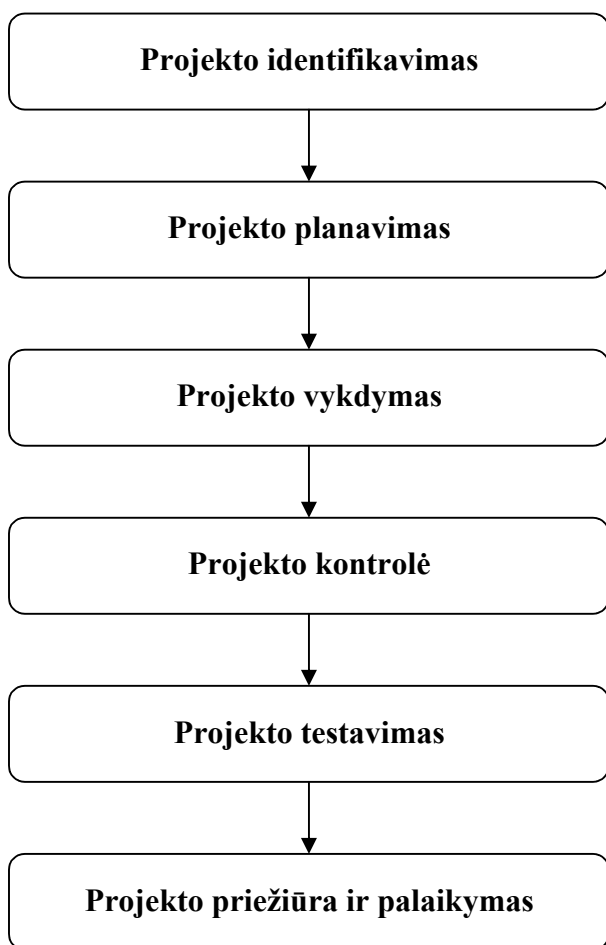 Projekto identifikavimas
Projekto planavimas
Projekto vykdymas
Projekto kontrolė
Projekto testavimas
Projekto priežiūra ir palaikymas